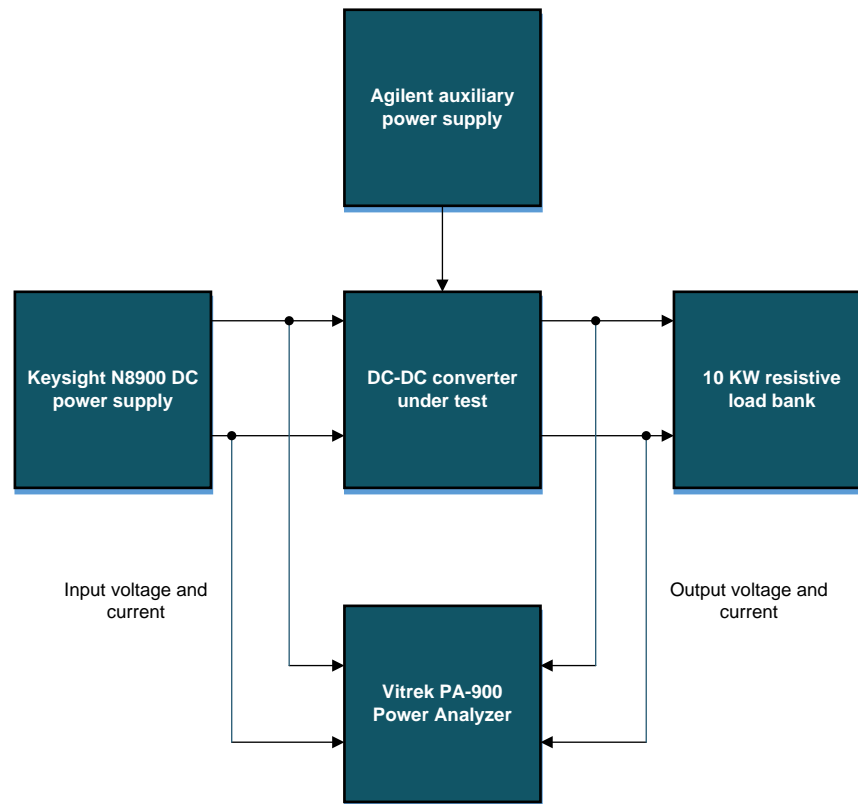 Agilent auxiliary
power supply
Keysight N8900 DC
power supply
DC-DC converter
under test
10 KW resistive
load bank
Input voltage and
current
Output voltage and
current
Vitrek PA-900
Power Analyzer